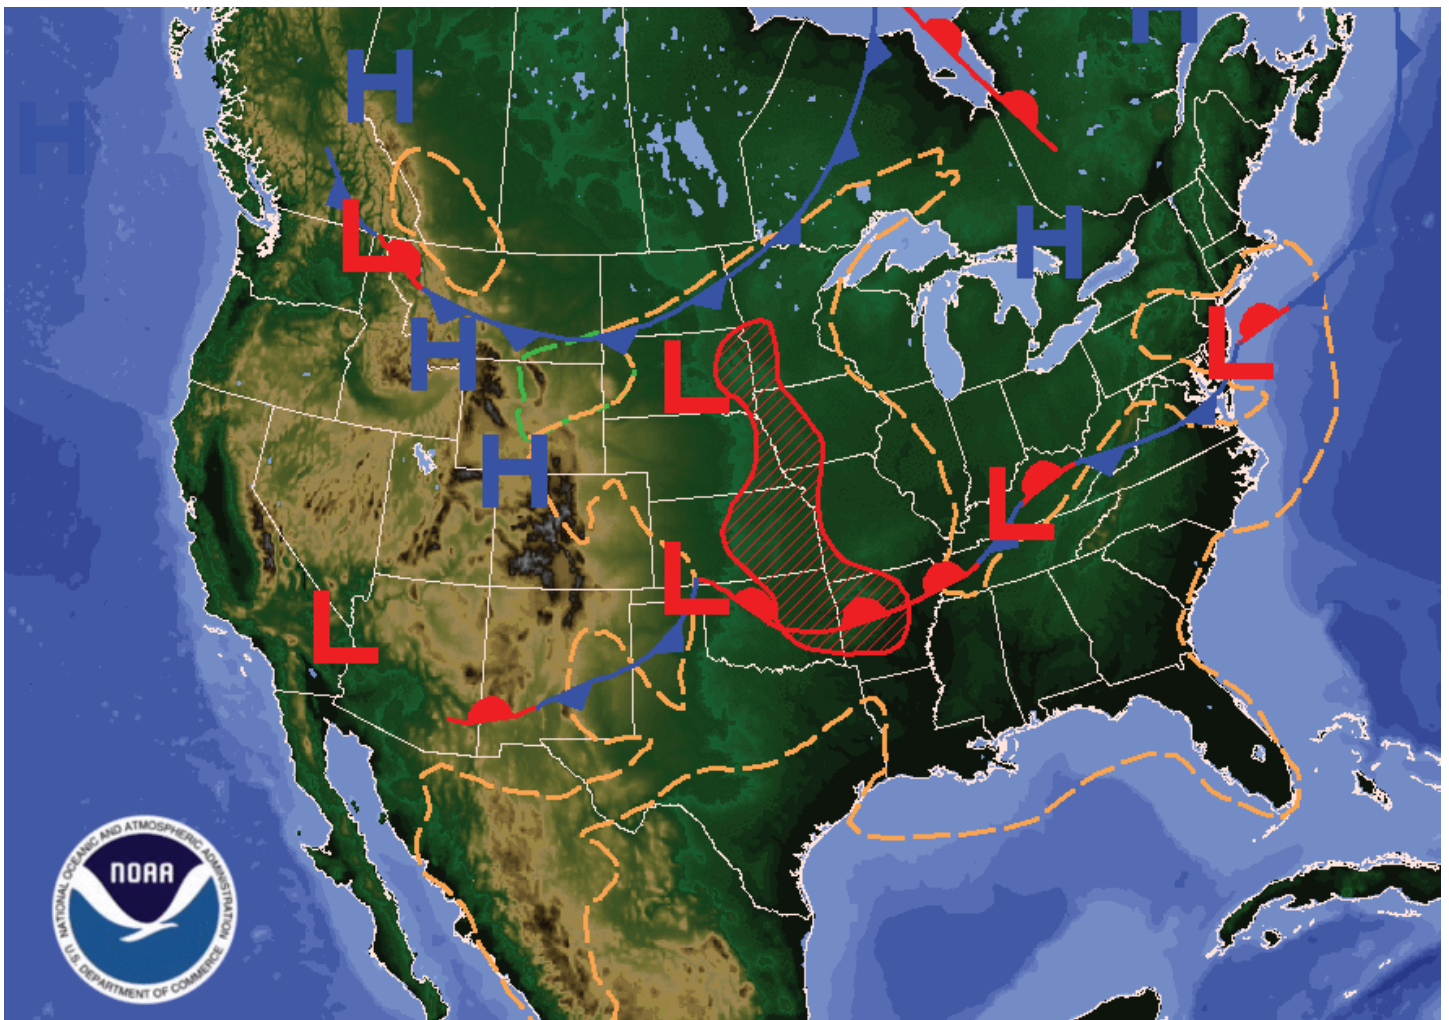 H
H
H
H
L
H
L
H
L
H
L
L
L
NOAA
NATIONAL OCEANIC AND ATMOSPHERIC ADMINISTRATION
U.S. DEPARTMENT OF COMMERCE